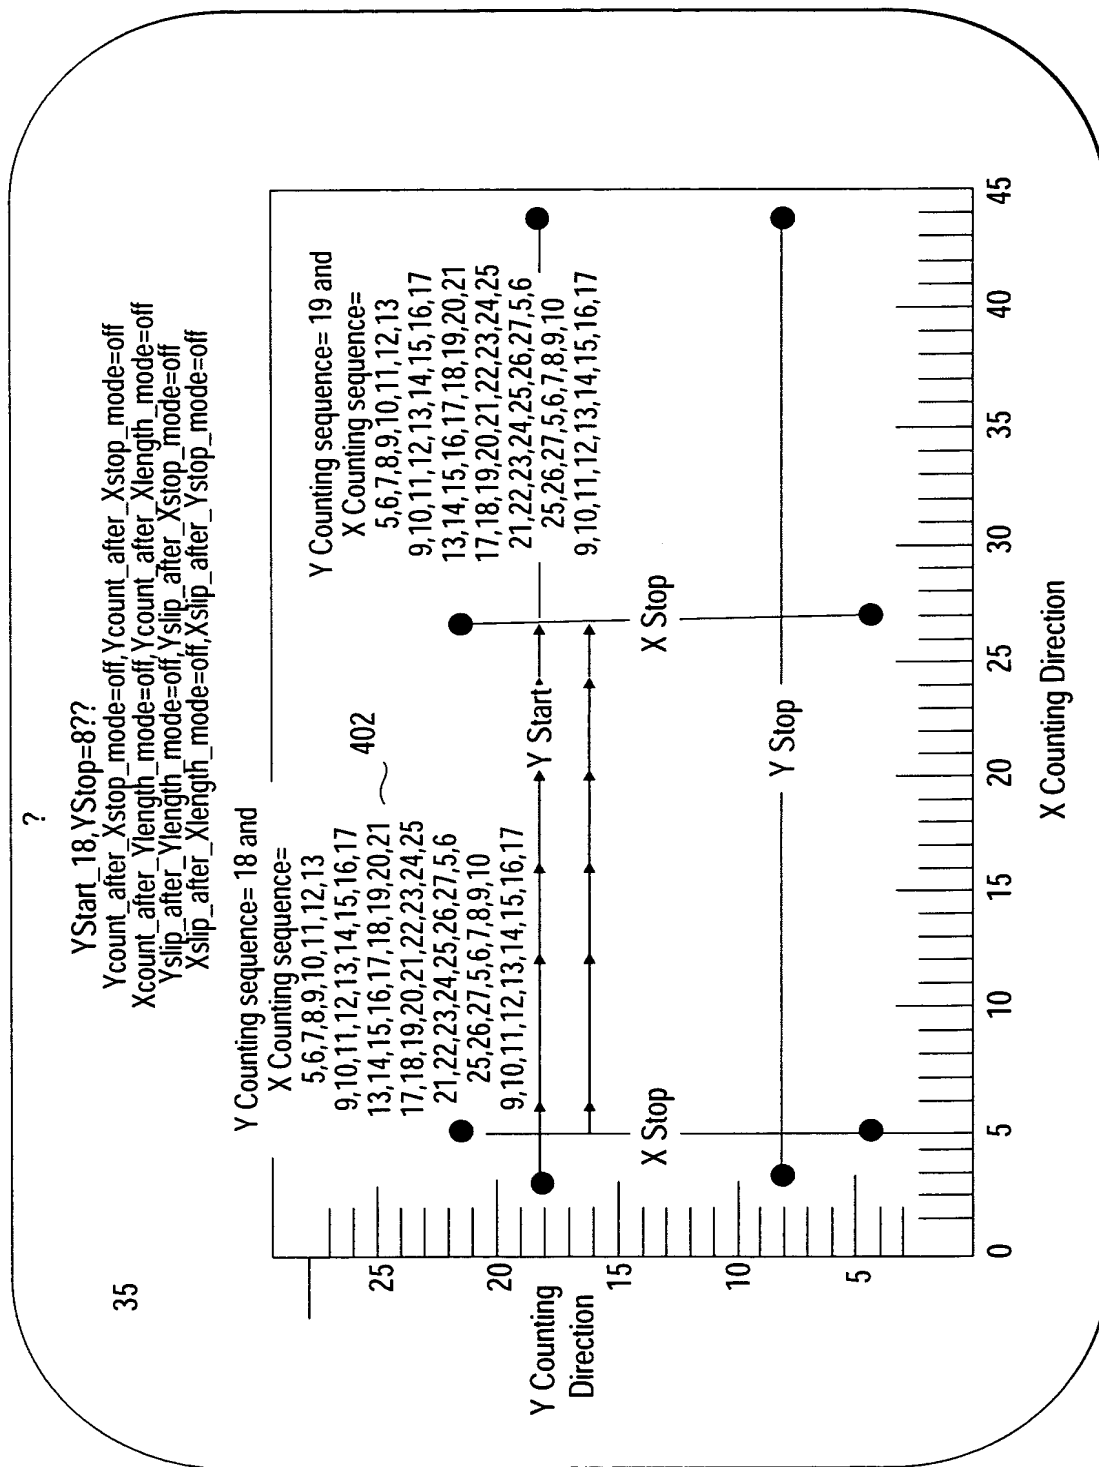 ?
YStart_18,YStop=8??
Ycount_after_Xstop_mode=off,Ycount_after_Xstop_mode=off
Xcount_after_Ylength_mode=off,Ycount_after_Xlength_mode=off
Yslip_after_Ylength_mode=off,Yslip_after_Xstop_mode=off
Xslip_after_Xlength_mode=off,Xslip_after_Ystop_mode=off
35
Y Counting sequence= 18 and
X Counting sequence=
5,6,7,8,9,10,11,12,13
9,10,11,12,13,14,15,16,17
13,14,15,16,17,18,19,20,21
17,18,19,20,21,22,23,24,25
21,22,23,24,25,26,27,5,6
25,26,27,5,6,7,8,9,10
9,10,11,12,13,14,15,16,17
402
Y Counting sequence= 19 and
X Counting sequence=
5,6,7,8,9,10,11,12,13
9,10,11,12,13,14,15,16,17
13,14,15,16,17,18,19,20,21
17,18,19,20,21,22,23,24,25
21,22,23,24,25,26,27,5,6
25,26,27,5,6,7,8,9,10
9,10,11,12,13,14,15,16,17
Y Start
X Stop
X Stop
Y Stop
25
20
15
10
5
Y Counting
Direction
0
5
10
15
20
25
30
35
40
45
X Counting Direction